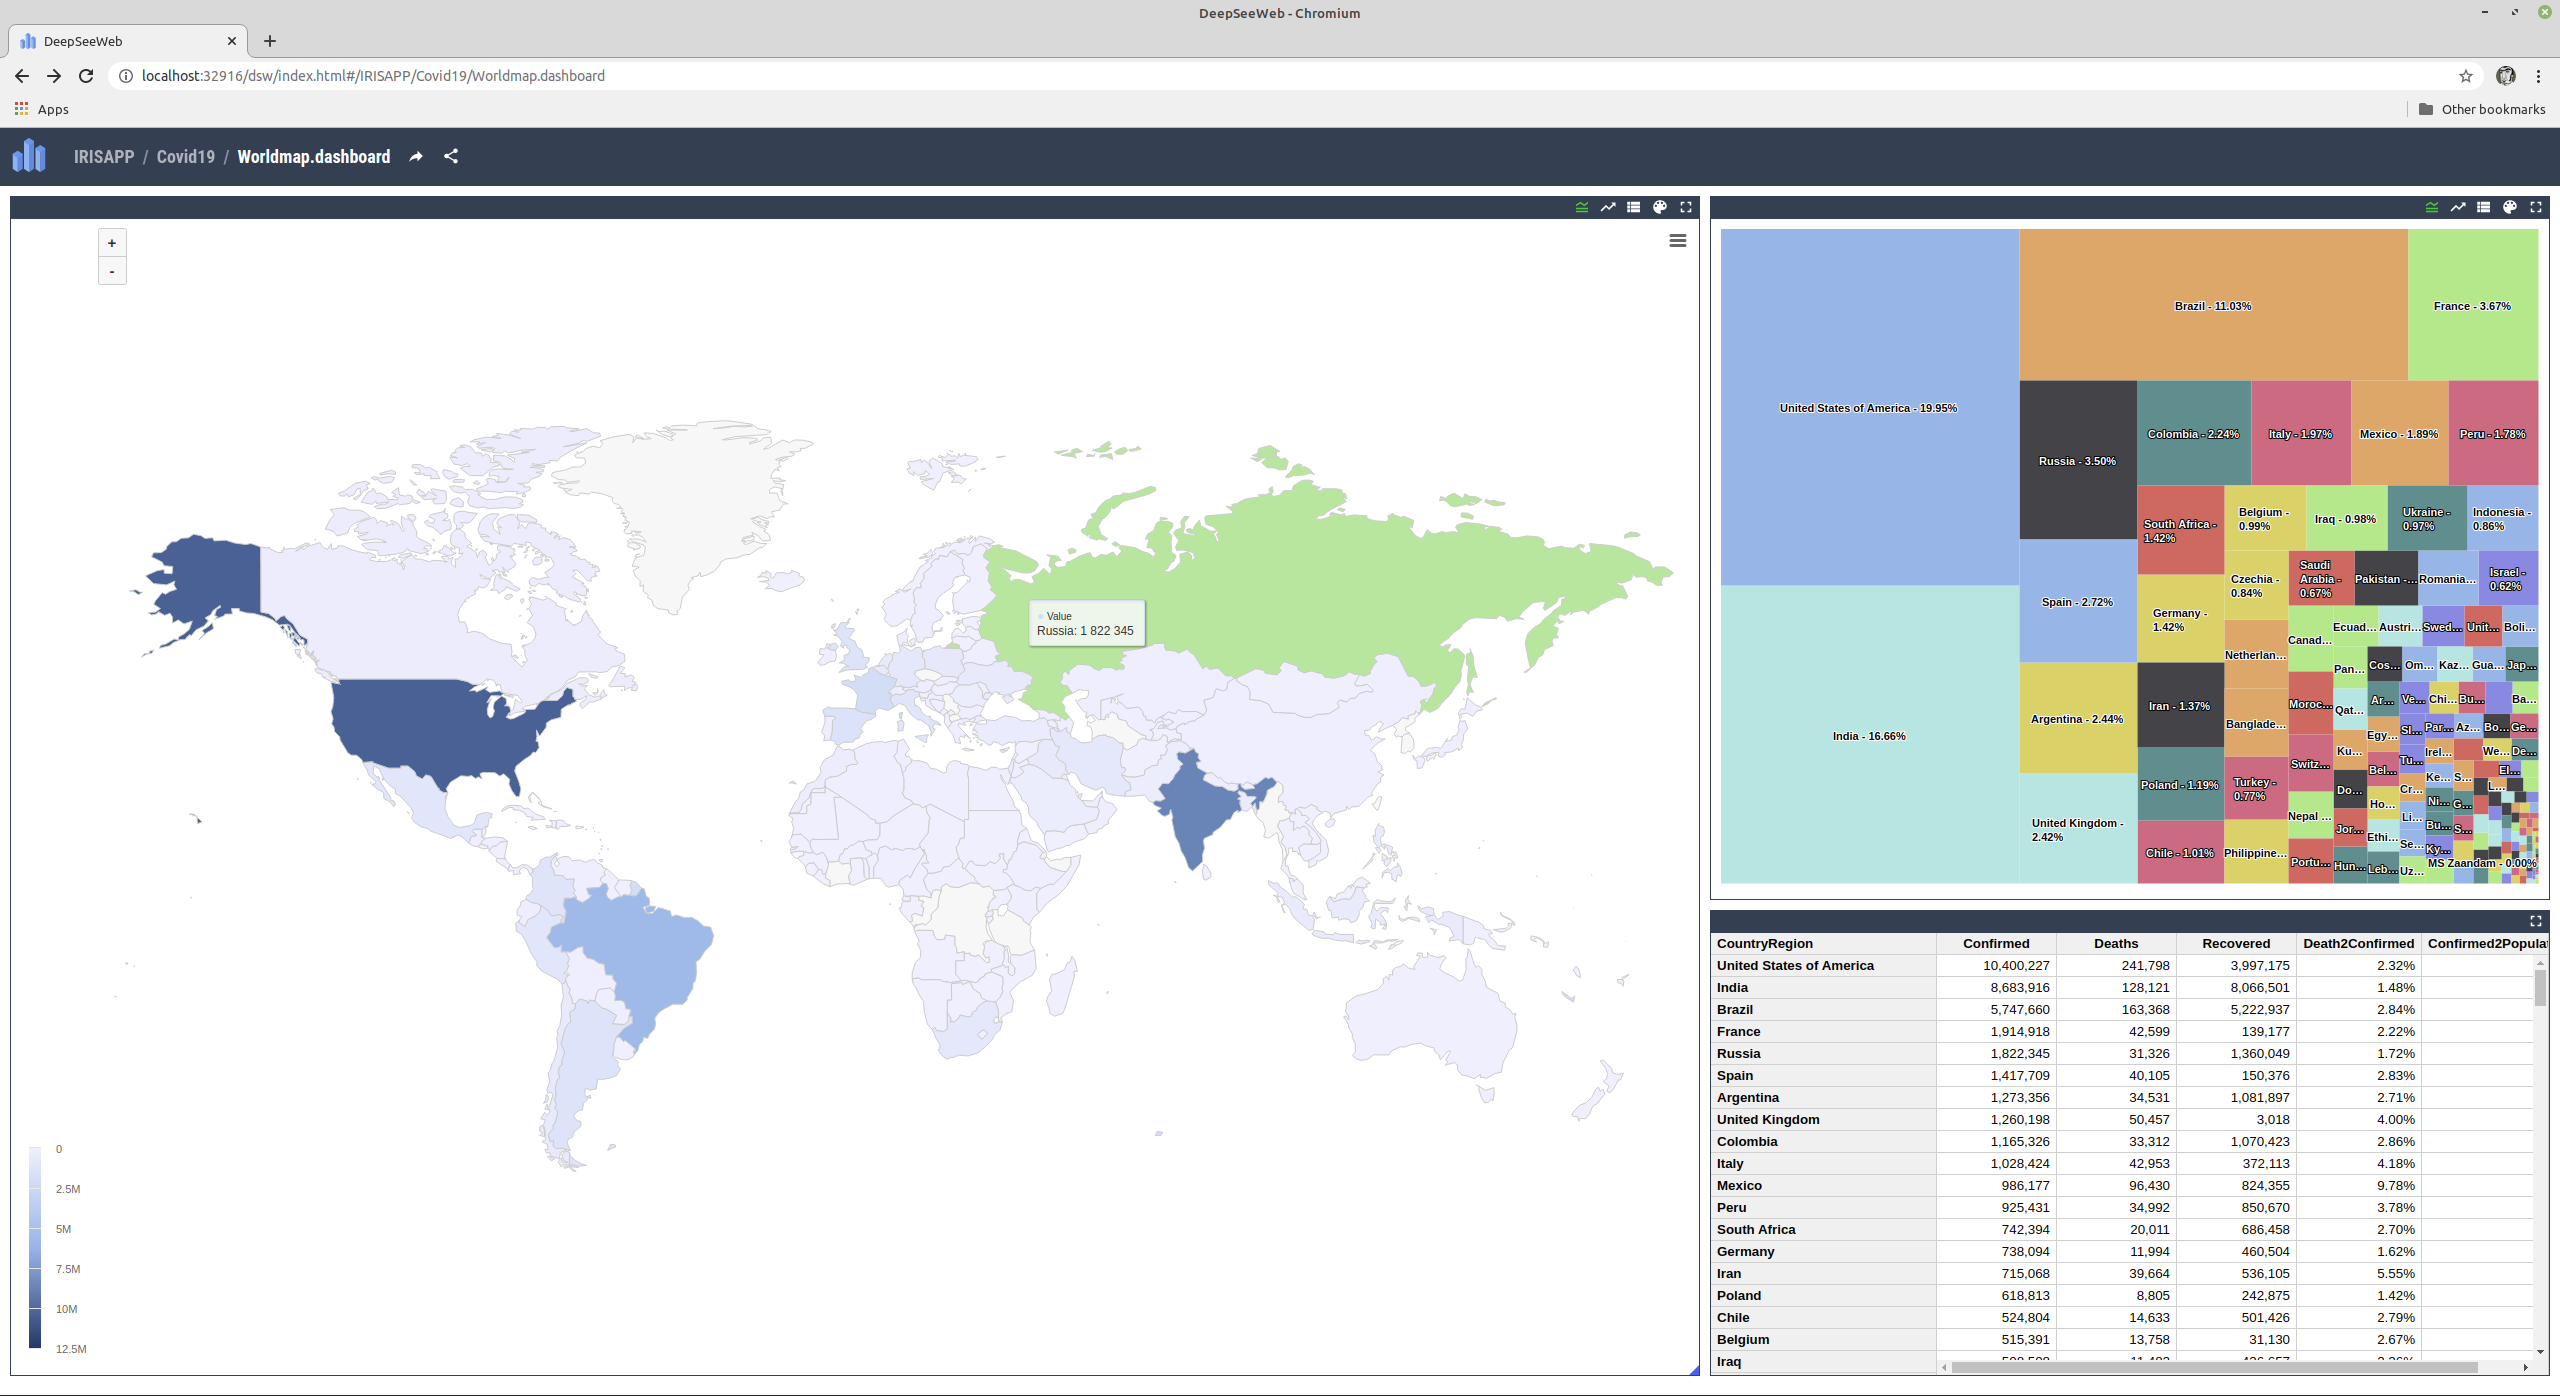 DeepSeeWeb - Chromium
DeepSeeWeb
localhost:32916/dsw/index.html#/IRISAPP/Covid19/Worldmap.dashboard
Apps
Other bookmarks
IRISAPP / Covid19 / Worldmap.dashboard
+
-
Value
Russia: 1 822 345
0
2.5M
5M
7.5M
10M
12.5M
United States of America - 19.95%
India - 16.66%
Brazil - 11.03%
France - 3.67%
Russia - 3.50%
Colombia - 2.24%
Italy - 1.97%
Mexico - 1.89%
Peru - 1.78%
Spain - 2.72%
Argentina - 2.44%
United Kingdom -
2.42%
South Africa -
1.42%
Germany -
1.42%
Iran - 1.37%
Poland - 1.19%
Chile - 1.01%
Belgium -
0.99%
Iraq - 0.98%
Ukraine -
0.97%
Indonesia -
0.86%
Czechia -
0.84%
Saudi
Arabia -
0.67%
Pakistan -...
Romania...
Israel -
0.62%
Netherlan...
Banglade...
Turkey -
0.77%
Philippine...
Canad...
Ecuad...
Austri...
Swed...
Unit...
Boli...
Moroc...
Switz...
Nepal ...
Portu...
Pan...
Cos...
Om...
Kaz...
Gua...
Jap...
Qat...
Ku...
Do...
Jor...
Hun...
Ar...
Egy...
Bel...
Ho...
Ethi...
Leb...
Ve...
Chi...
Bu...
Ba...
Sl...
Par...
Az...
Bo...
Ge...
Tu...
Irel...
We...
De...
Cr...
Ke...
S...
El...
Li...
Ni...
G...
L...
Se...
Bu...
S...
Uz...
Ky...
MS Zaandam - 0.00%
CountryRegion Confirmed Deaths Recovered Death2Confirmed Confirmed2Populat
United States of America 10,400,227 241,798 3,997,175 2.32%
India 8,683,916 128,121 8,066,501 1.48%
Brazil 5,747,660 163,368 5,222,937 2.84%
France 1,914,918 42,599 139,177 2.22%
Russia 1,822,345 31,326 1,360,049 1.72%
Spain 1,417,709 40,105 150,376 2.83%
Argentina 1,273,356 34,531 1,081,897 2.71%
United Kingdom 1,260,198 50,457 3,018 4.00%
Colombia 1,165,326 33,312 1,070,423 2.86%
Italy 1,028,424 42,953 372,113 4.18%
Mexico 986,177 96,430 824,355 9.78%
Peru 925,431 34,992 850,670 3.78%
South Africa 742,394 20,011 686,458 2.70%
Germany 738,094 11,994 460,504 1.62%
Iran 715,068 39,664 536,105 5.55%
Poland 618,813 8,805 242,875 1.42%
Chile 524,804 14,633 501,426 2.79%
Belgium 515,391 13,758 31,130 2.67%
Iraq